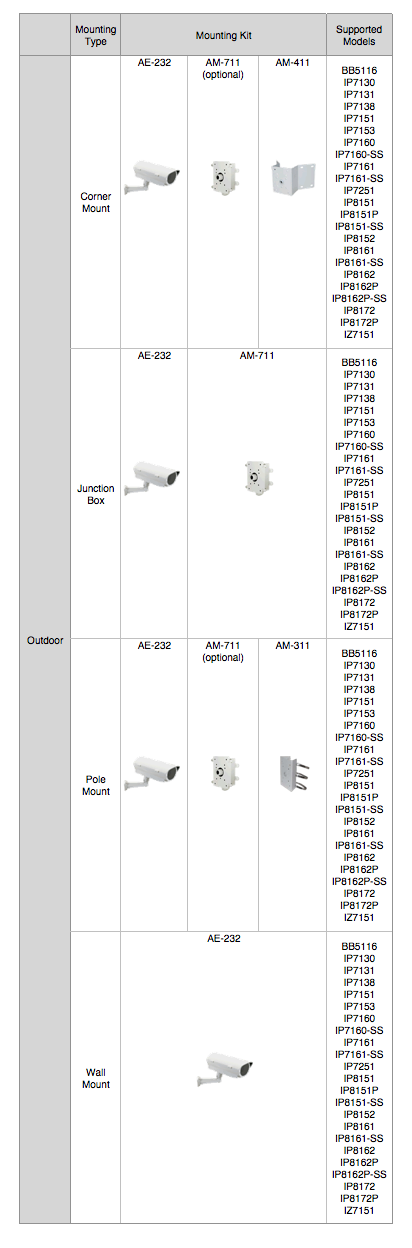 Mounting
Type
Mounting Kit
Supported
Models
Outdoor
Corner
Mount
AE-232
AM-711
(optional)
AM-411
BB5116
IP7130
IP7131
IP7138
IP7151
IP7153
IP7160
IP7160-SS
IP7161
IP7161-SS
IP7251
IP8151
IP8151P
IP8151-SS
IP8152
IP8161
IP8161-SS
IP8162
IP8162P
IP8162P-SS
IP8172
IP8172P
IZ7151
Junction
Box
AE-232
AM-711
BB5116
IP7130
IP7131
IP7138
IP7151
IP7153
IP7160
IP7160-SS
IP7161
IP7161-SS
IP7251
IP8151
IP8151P
IP8151-SS
IP8152
IP8161
IP8161-SS
IP8162
IP8162P
IP8162P-SS
IP8172
IP8172P
IZ7151
Pole
Mount
AE-232
AM-711
(optional)
AM-311
BB5116
IP7130
IP7131
IP7138
IP7151
IP7153
IP7160
IP7160-SS
IP7161
IP7161-SS
IP7251
IP8151
IP8151P
IP8151-SS
IP8152
IP8161
IP8161-SS
IP8162
IP8162P
IP8162P-SS
IP8172
IP8172P
IZ7151
Wall
Mount
AE-232
BB5116
IP7130
IP7131
IP7138
IP7151
IP7153
IP7160
IP7160-SS
IP7161
IP7161-SS
IP7251
IP8151
IP8151P
IP8151-SS
IP8152
IP8161
IP8161-SS
IP8162
IP8162P
IP8162P-SS
IP8172
IP8172P
IZ7151